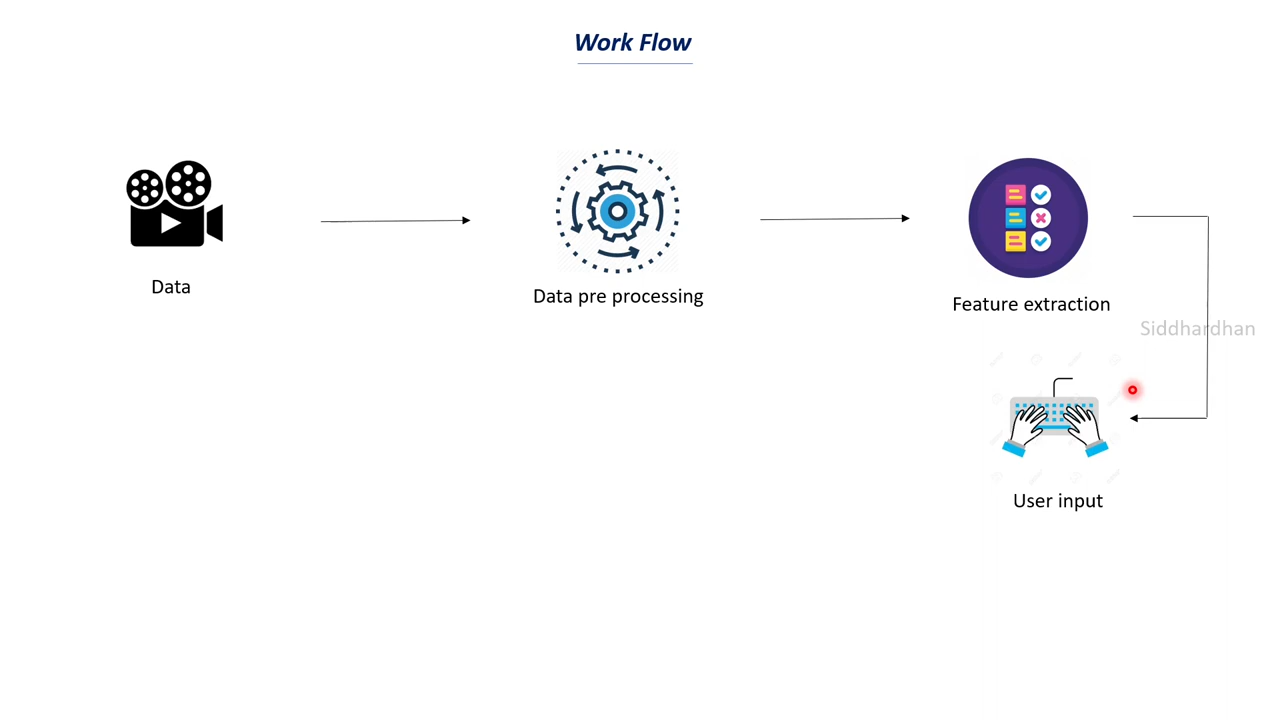 Work Flow
Data
Data pre processing
Feature extraction
Siddhardhan
User input